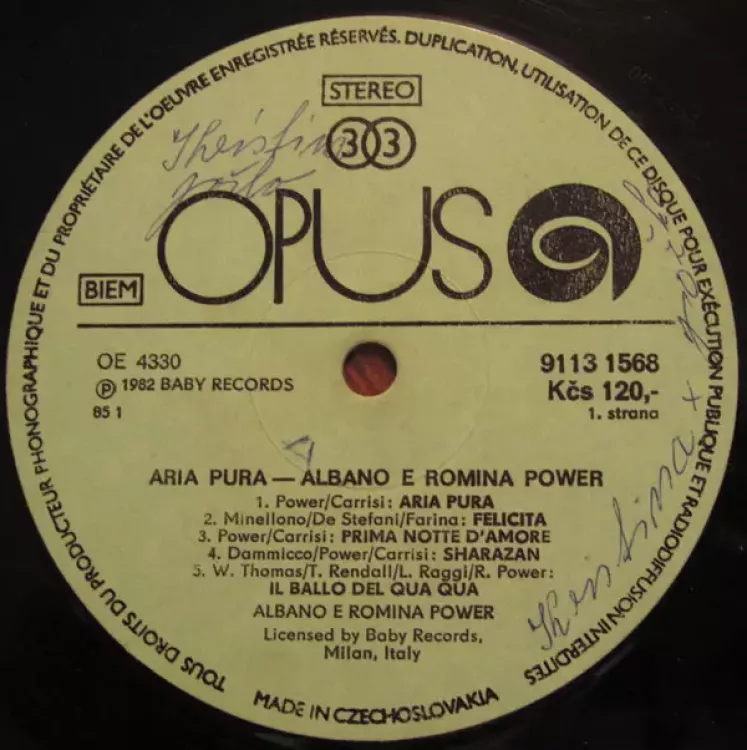 TOUS DROITS DU PRODUCTEUR PHONOGRAPHIQUE ET DU PROPRIÉTAIRE DE L'OEUVRE ENREGISTRÉE RÉSERVÉS. DUPLICATION, UTILISATION DE CE DISQUE POUR EXÉCUTION PUBLIQUE ET RADIODIFFUSION INTERDITES
STEREO
33
OPUS
BIEM
OE 4330
9113 1568
Ⓟ 1982 BABY RECORDS
Kčs 120,-
85 1
1. strana
ARIA PURA — ALBANO E ROMINA POWER
1. Power/Carrisi: ARIA PURA
2. Minellono/De Stefani/Farina: FELICITA
3. Power/Carrisi: PRIMA NOTTE D'AMORE
4. Dammicco/Power/Carrisi: SHARAZAN
5. W. Thomas/T. Rendall/L. Raggi/R. Power:
IL BALLO DEL QUA QUA
ALBANO E ROMINA POWER
Licensed by Baby Records,
Milan, Italy
MADE IN CZECHOSLOVAKIA